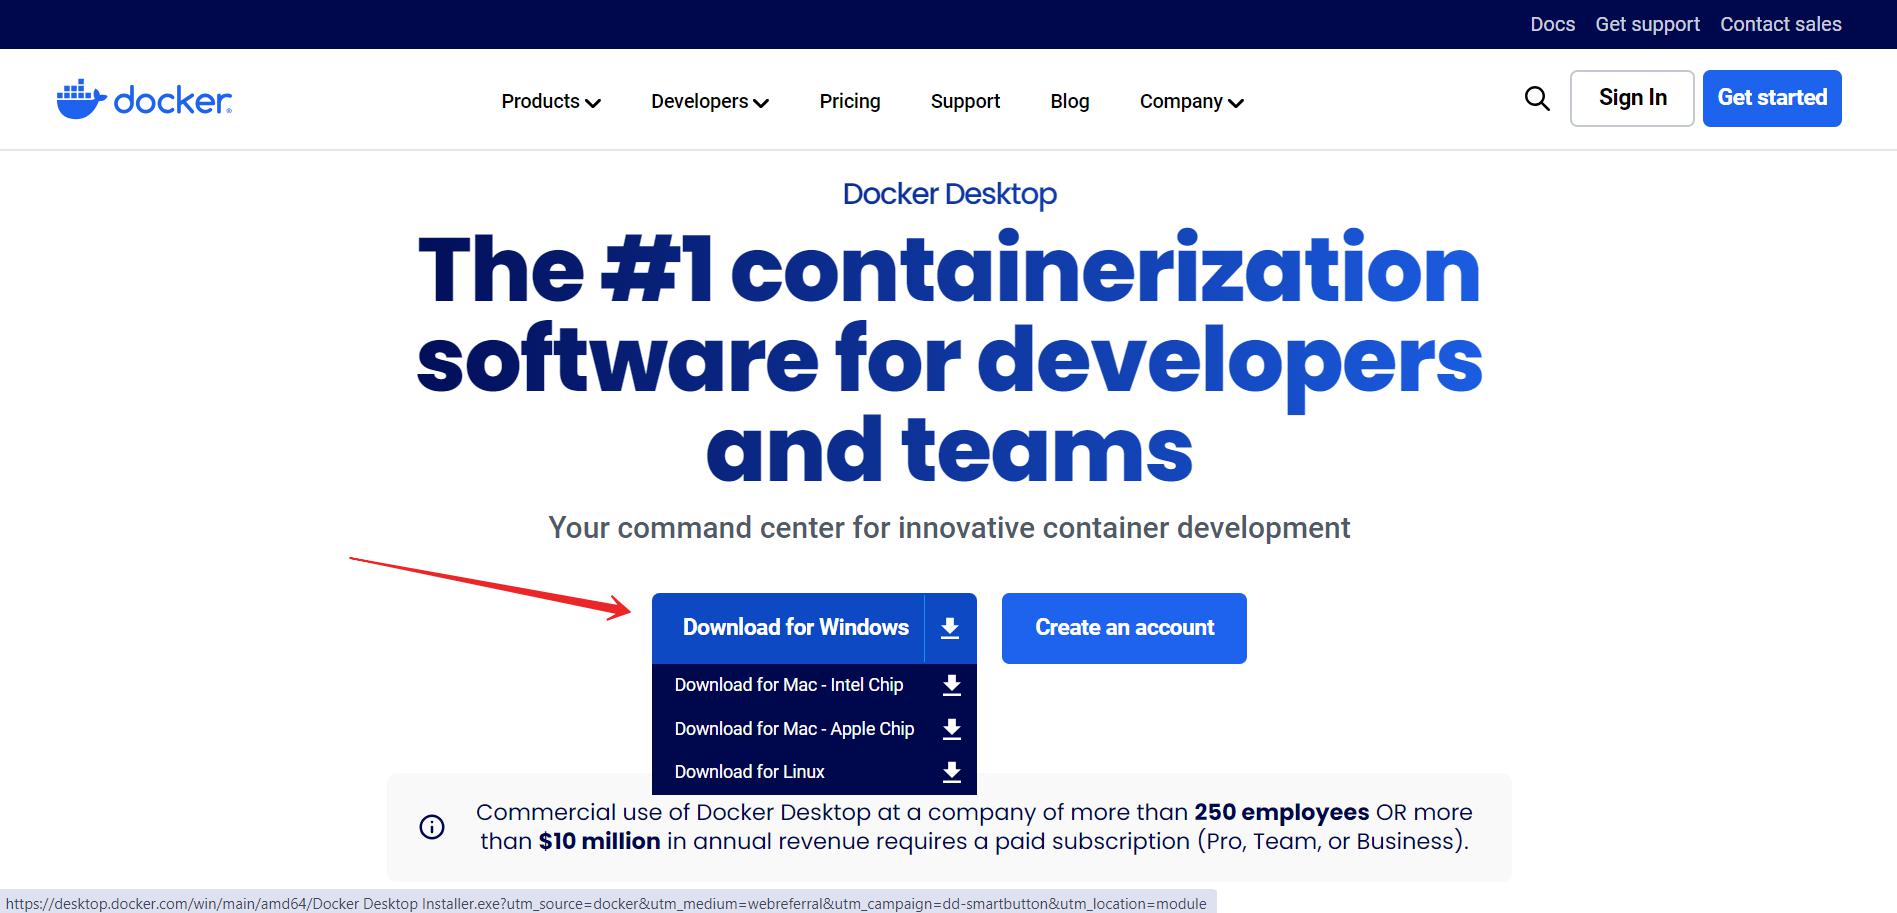 Docs Get support Contact sales
docker
Products Developers Pricing Support Blog Company Sign In Get started
Docker Desktop
The #1 containerization
software for developers
and teams
Your command center for innovative container development
Download for Windows Create an account
Download for Mac - Intel Chip
Download for Mac - Apple Chip
Download for Linux
Commercial use of Docker Desktop at a company of more than 250 employees OR more
than $10 million in annual revenue requires a paid subscription (Pro, Team, or Business).
https://desktop.docker.com/win/main/amd64/Docker Desktop Installer.exe?utm_source=docker&utm_medium=webreferral&utm_campaign=dd-smartbutton&utm_location=module